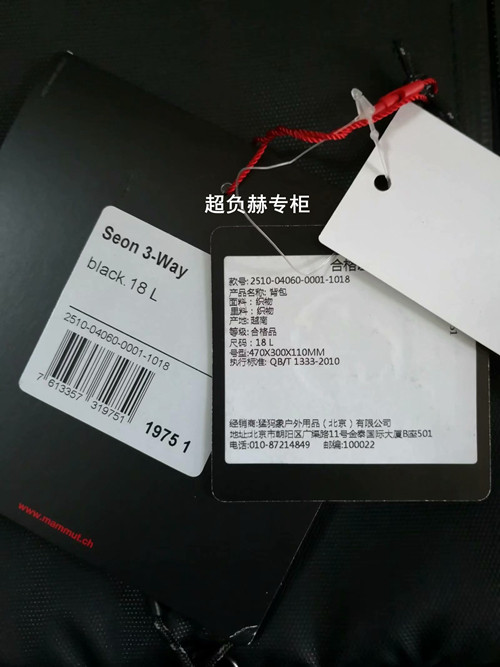 超负赫专柜
Seon 3-Way
black. 18 L
2510-04060-0001-1018
7 613357 319751
1975 1
www.mammut.ch
合格
款号: 2510-04060-0001-1018
产品名称: 背包
面料: 织物
里料: 织物
产地: 越南
等级: 合格品
尺码: 18 L
号型:470X300X110MM
执行标准: QB/T 1333-2010
经销商:猛犸象户外用品（北京）有限公司
地址:北京市朝阳区广渠路11号金泰国际大厦B座501
电话:010-87214849 邮编:100022